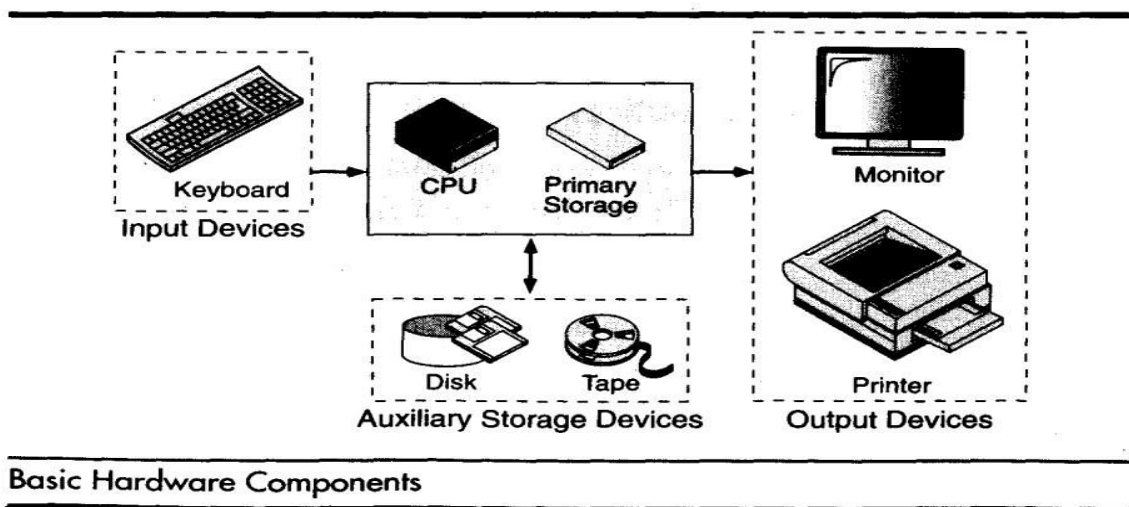 Keyboard
Input Devices
CPU
Primary
Storage
Monitor
Printer
Output Devices
Disk
Tape
Auxiliary Storage Devices
Basic Hardware Components